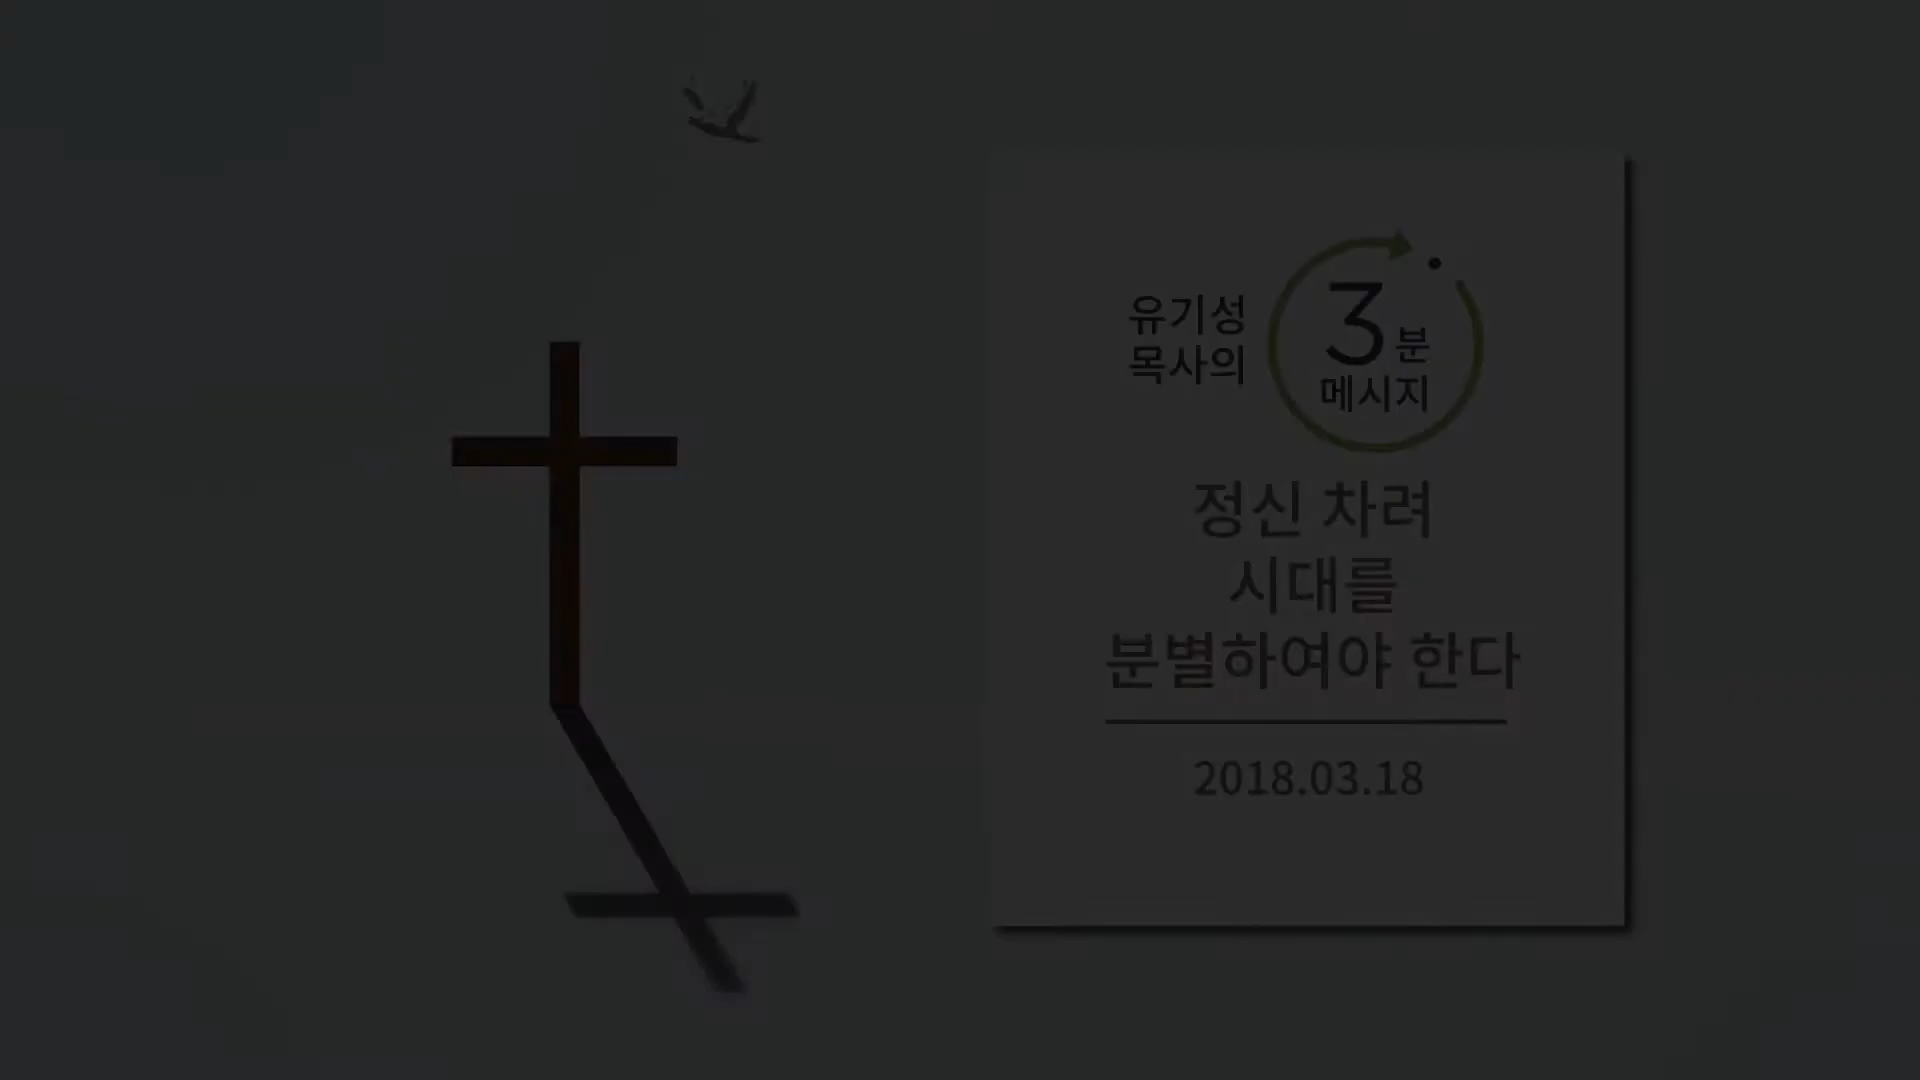 유기성
목사의
3분
메시지
정신 차려
시대를
분별하여야 한다
2018.03.18